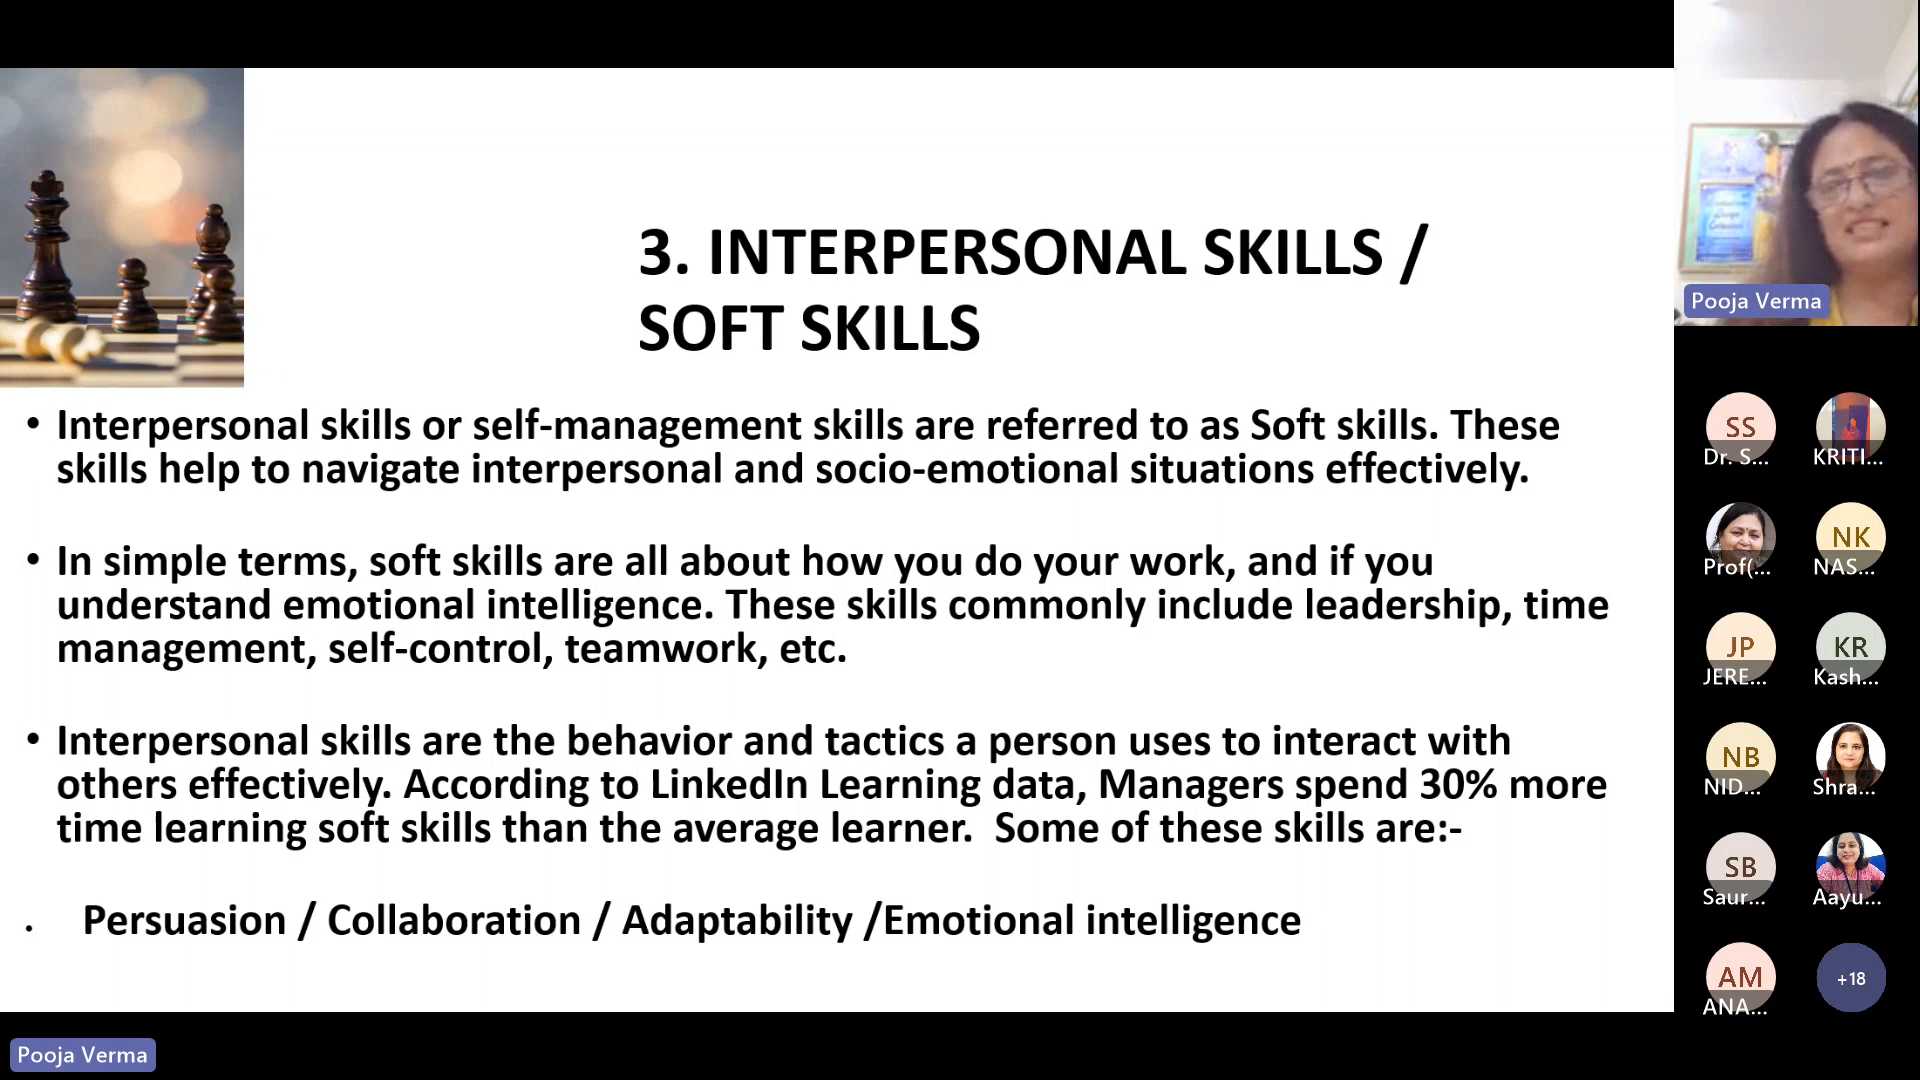 3. INTERPERSONAL SKILLS /
SOFT SKILLS
• Interpersonal skills or self-management skills are referred to as Soft skills. These
skills help to navigate interpersonal and socio-emotional situations effectively.
• In simple terms, soft skills are all about how you do your work, and if you
understand emotional intelligence. These skills commonly include leadership, time
management, self-control, teamwork, etc.
• Interpersonal skills are the behavior and tactics a person uses to interact with
others effectively. According to LinkedIn Learning data, Managers spend 30% more
time learning soft skills than the average learner. Some of these skills are:-
• Persuasion / Collaboration / Adaptability /Emotional intelligence
Pooja Verma
SS
Dr. S...
KRITI...
Prof(...
NK
NAS...
JP
JERE...
KR
Kash...
NB
NID...
Shra...
SB
Saur...
Aayu...
AM
ANA...
+18
Pooja Verma